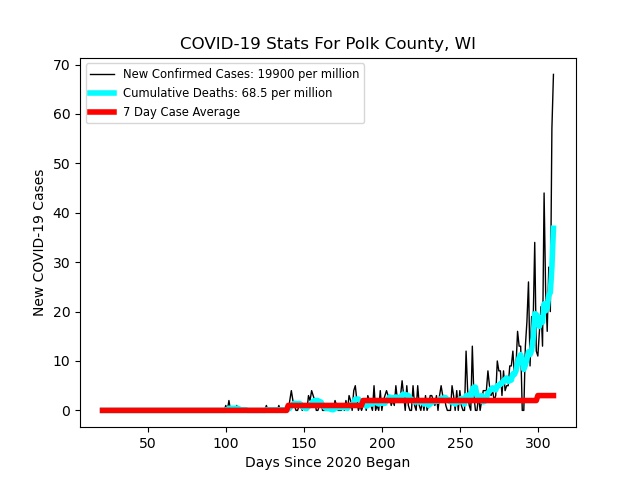 COVID-19 Stats For Polk County, WI
New Confirmed Cases: 19900 per million
Cumulative Deaths: 68.5 per million
7 Day Case Average
New COVID-19 Cases
70
60
50
40
30
20
10
0
50 100 150 200 250 300
Days Since 2020 Began